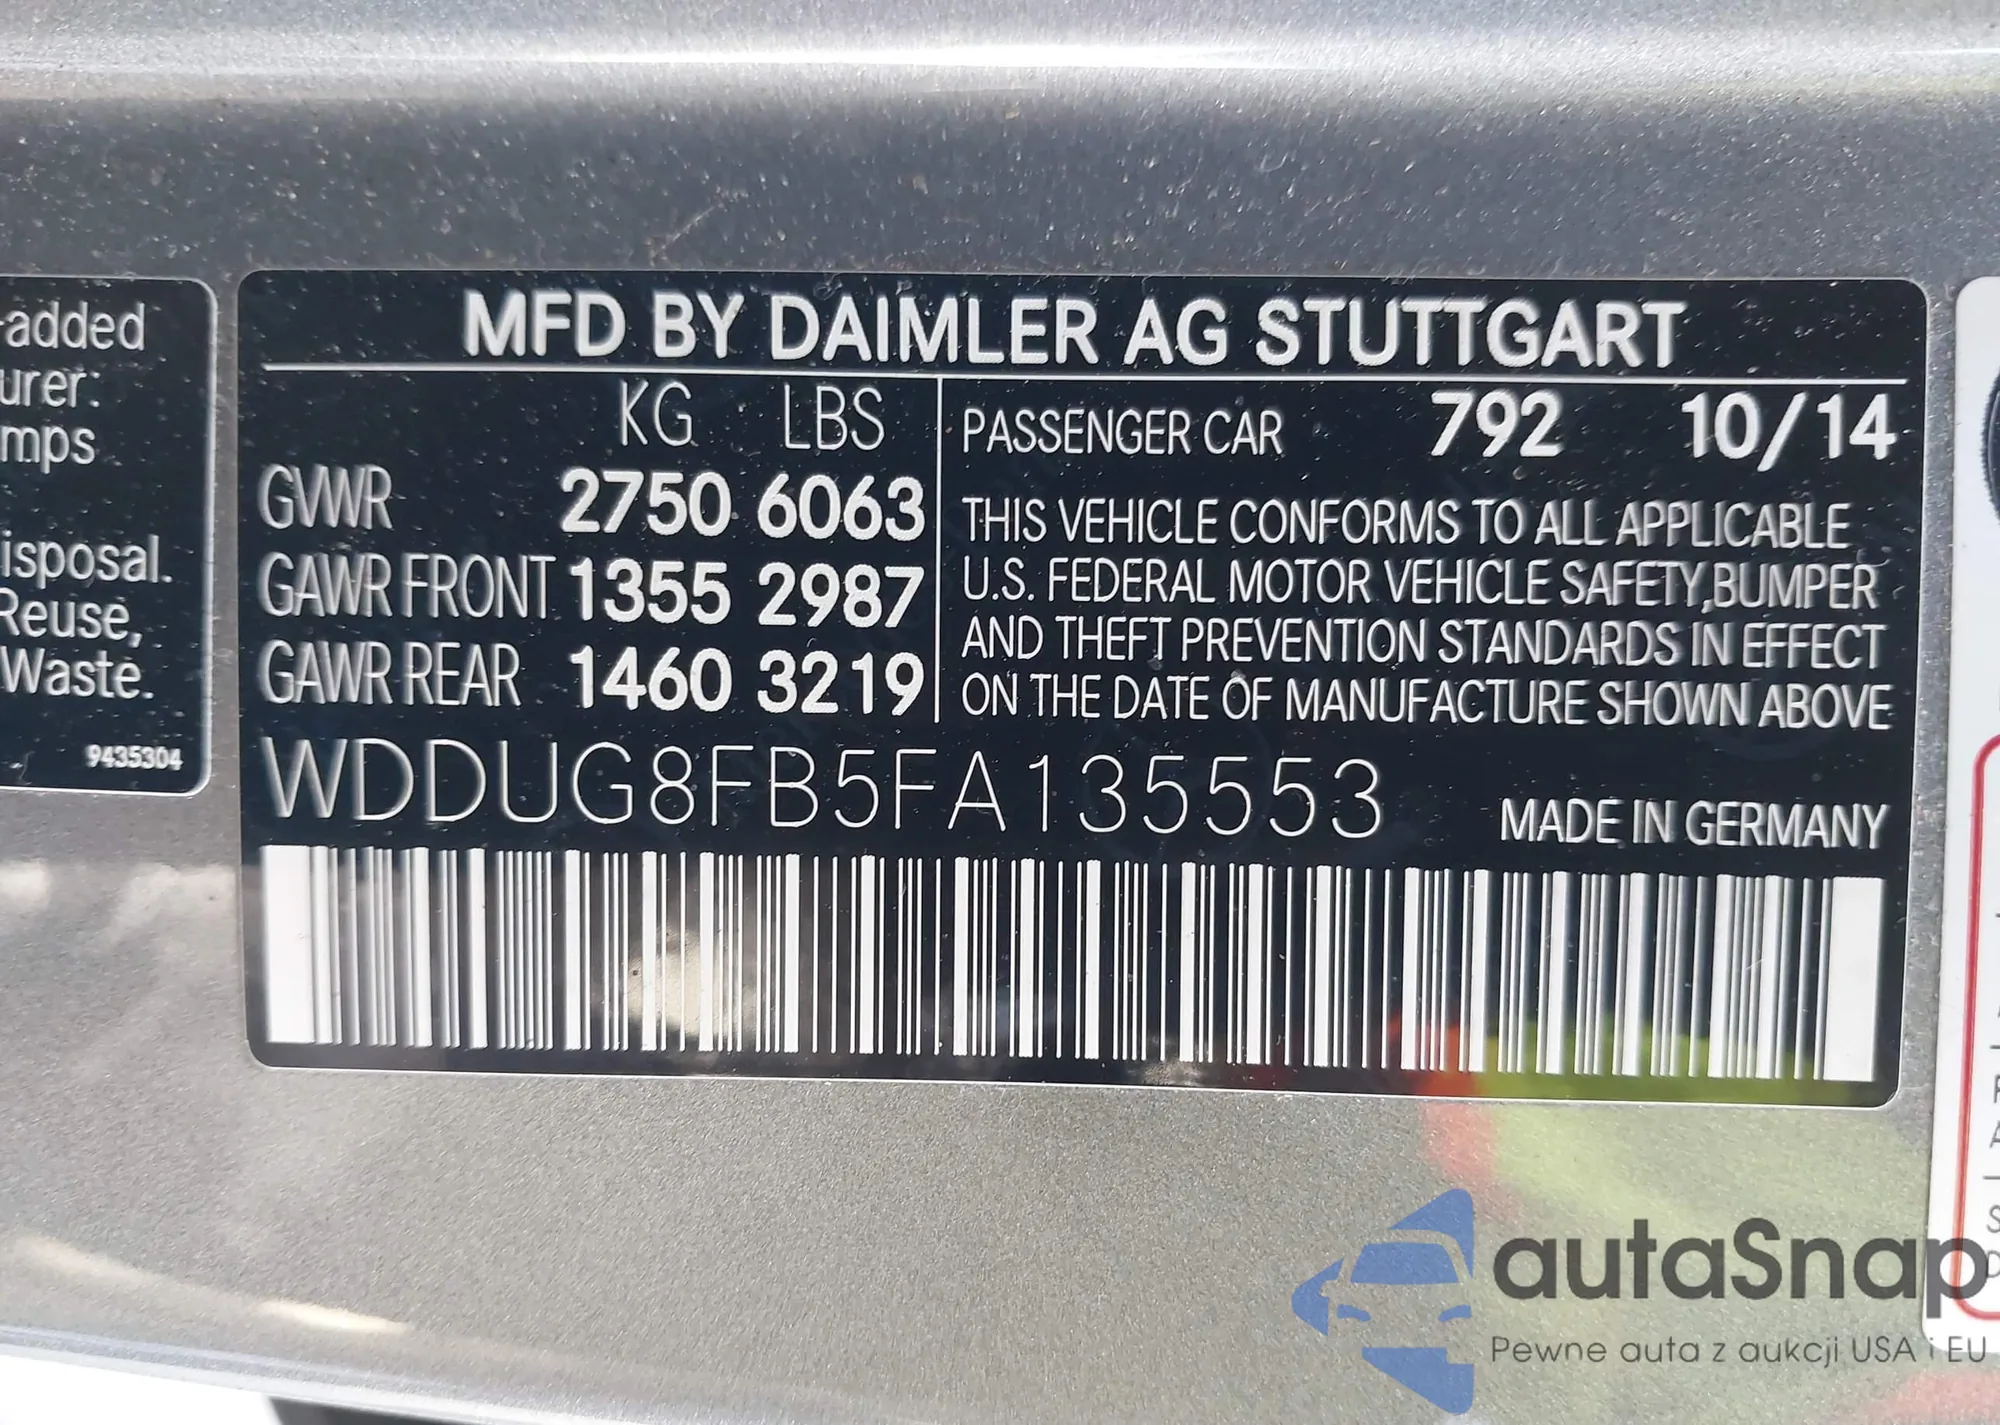 -added
urer:
mps
isposal.
Reuse,
Waste.
9435304
MFD BY DAIMLER AG STUTTGART
KG LBS
GVWR 2750 6063
GAWR FRONT 1355 2987
GAWR REAR 1460 3219
PASSENGER CAR 792 10/14
THIS VEHICLE CONFORMS TO ALL APPLICABLE
U.S. FEDERAL MOTOR VEHICLE SAFETY,BUMPER
AND THEFT PREVENTION STANDARDS IN EFFECT
ON THE DATE OF MANUFACTURE SHOWN ABOVE
WDDUG8FB5FA135553
MADE IN GERMANY
autaSnap
Pewne auta z aukcji USA i EU